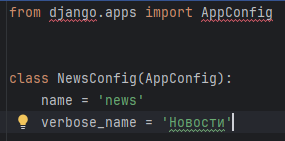 from django.apps import AppConfig
class NewsConfig(AppConfig):
    name = 'news'
    verbose_name = 'Новости'